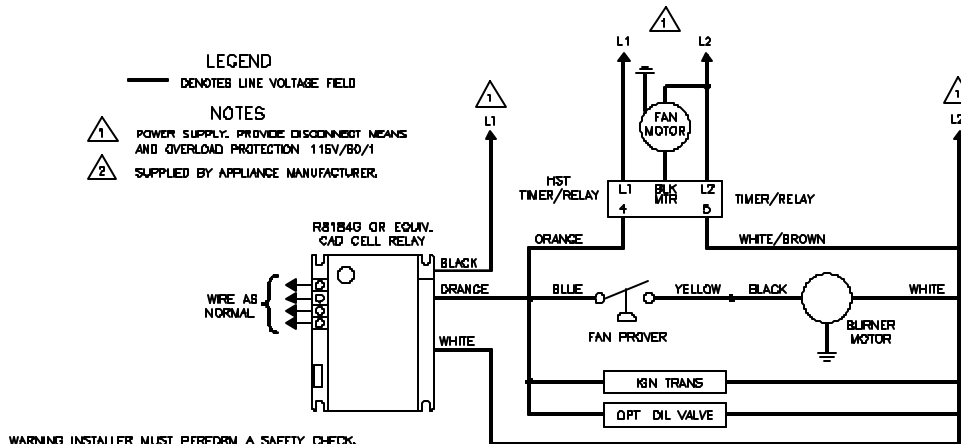 LEGEND
DENOTES LINE VOLTAGE FIELD
NOTES
1 POWER SUPPLY. PROVIDE DISCONNECT MEANS
AND OVERLOAD PROTECTION 115V/60/1
2 SUPPLIED BY APPLIANCE MANUFACTURER.
1
L1 L2
1
L1
1
L2
FAN
MOTOR
HST
TIMER/RELAY
L1 BLK L2
MTR
4 5
TIMER/RELAY
R8184G OR EQUIV.
CAD CELL RELAY
ORANGE WHITE/BROWN
BLACK
ORANGE BLUE YELLOW BLACK WHITE
WIRE AS
NORMAL
FAN PROVER
BURNER
MOTOR
WHITE
IGN TRANS
OPT OIL VALVE
WARNING INSTALLER MUST PERFORM A SAFETY CHECK.